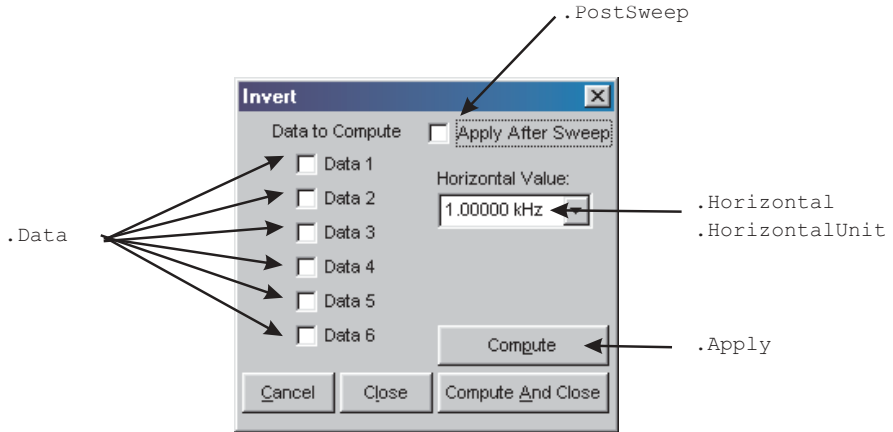 .PostSweep
Invert
Data to Compute
Apply After Sweep
Data 1
Data 2
Data 3
Data 4
Data 5
Data 6
Horizontal Value:
1.00000 kHz
.Data
.Horizontal
.HorizontalUnit
Compute
.Apply
Cancel
Close
Compute And Close